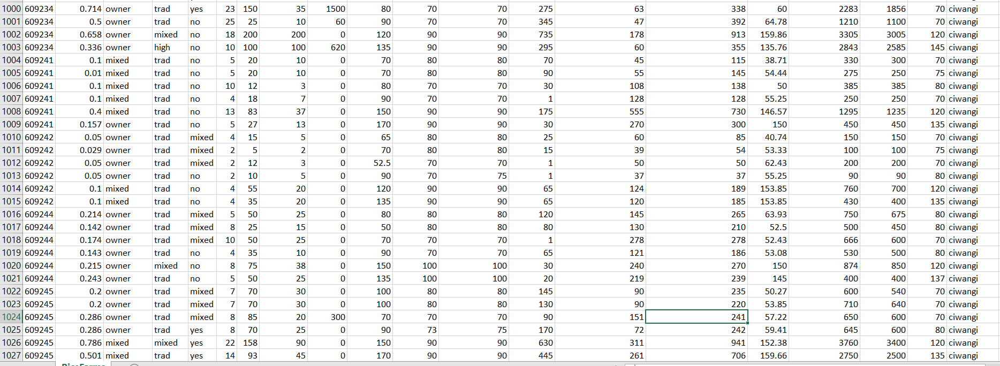 1000 609234 0.714 owner trad yes 23 150 35 1500 80 70 70 275 63 338 60 2283 1856 70 ciwangi
1001 609234 0.5 owner trad no 25 25 10 60 90 70 70 345 47 392 64.78 1210 1100 70 ciwangi
1002 609234 0.658 owner mixed no 18 200 200 0 120 90 90 735 178 913 159.86 3305 3005 120 ciwangi
1003 609234 0.336 owner high no 10 100 100 620 135 90 90 295 60 355 135.76 2843 2585 145 ciwangi
1004 609241 0.1 mixed trad no 5 20 10 0 70 80 80 70 45 115 38.71 330 300 70 ciwangi
1005 609241 0.01 mixed trad no 5 20 10 0 70 80 80 90 55 145 54.44 275 250 75 ciwangi
1006 609241 0.1 mixed trad no 10 12 3 0 80 70 70 30 108 138 50 385 385 80 ciwangi
1007 609241 0.1 mixed trad no 4 18 7 0 90 70 70 1 128 128 55.25 250 250 70 ciwangi
1008 609241 0.4 mixed trad no 13 83 37 0 150 90 90 175 555 730 146.57 1295 1235 120 ciwangi
1009 609241 0.157 owner trad no 5 27 13 0 170 90 90 30 270 300 150 450 450 135 ciwangi
1010 609242 0.05 owner trad mixed 4 15 5 0 65 80 80 25 60 85 40.74 150 150 70 ciwangi
1011 609242 0.029 owner trad mixed 2 5 2 0 70 80 80 15 39 54 53.33 100 100 75 ciwangi
1012 609242 0.05 owner trad mixed 2 12 3 0 52.5 70 70 1 50 50 62.43 200 200 70 ciwangi
1013 609242 0.05 owner trad no 2 10 5 0 90 70 75 1 37 37 55.25 90 90 80 ciwangi
1014 609242 0.1 mixed trad no 4 55 20 0 120 90 90 65 124 189 153.85 760 700 120 ciwangi
1015 609242 0.1 mixed trad no 4 35 20 0 135 90 90 65 120 185 153.85 430 400 135 ciwangi
1016 609244 0.214 owner trad mixed 5 50 25 0 80 80 80 120 145 265 63.93 750 675 80 ciwangi
1017 609244 0.142 owner trad mixed 8 25 15 0 50 80 80 80 130 210 52.5 500 450 80 ciwangi
1018 609244 0.174 owner trad mixed 10 50 25 0 70 70 70 1 278 278 52.43 666 600 70 ciwangi
1019 609244 0.143 owner trad no 4 35 10 0 90 70 70 65 121 186 53.08 530 500 80 ciwangi
1020 609244 0.215 owner mixed no 8 75 38 0 150 100 100 30 240 270 150 874 850 120 ciwangi
1021 609244 0.243 owner trad no 5 50 25 0 135 100 100 20 219 239 145 400 400 137 ciwangi
1022 609245 0.2 owner trad mixed 7 70 30 0 100 80 80 145 90 235 50.27 600 540 70 ciwangi
1023 609245 0.2 owner trad mixed 7 70 30 0 100 80 80 130 90 220 53.85 710 640 70 ciwangi
1024 609245 0.286 owner trad mixed 8 85 20 300 70 70 70 90 151 241 57.22 650 600 70 ciwangi
1025 609245 0.286 owner trad yes 8 70 25 0 90 73 75 170 72 242 59.41 645 600 80 ciwangi
1026 609245 0.786 mixed mixed yes 22 158 90 0 150 90 90 630 311 941 152.38 3760 3400 120 ciwangi
1027 609245 0.501 mixed trad yes 14 93 45 0 170 90 90 445 261 706 159.66 2750 2500 135 ciwangi